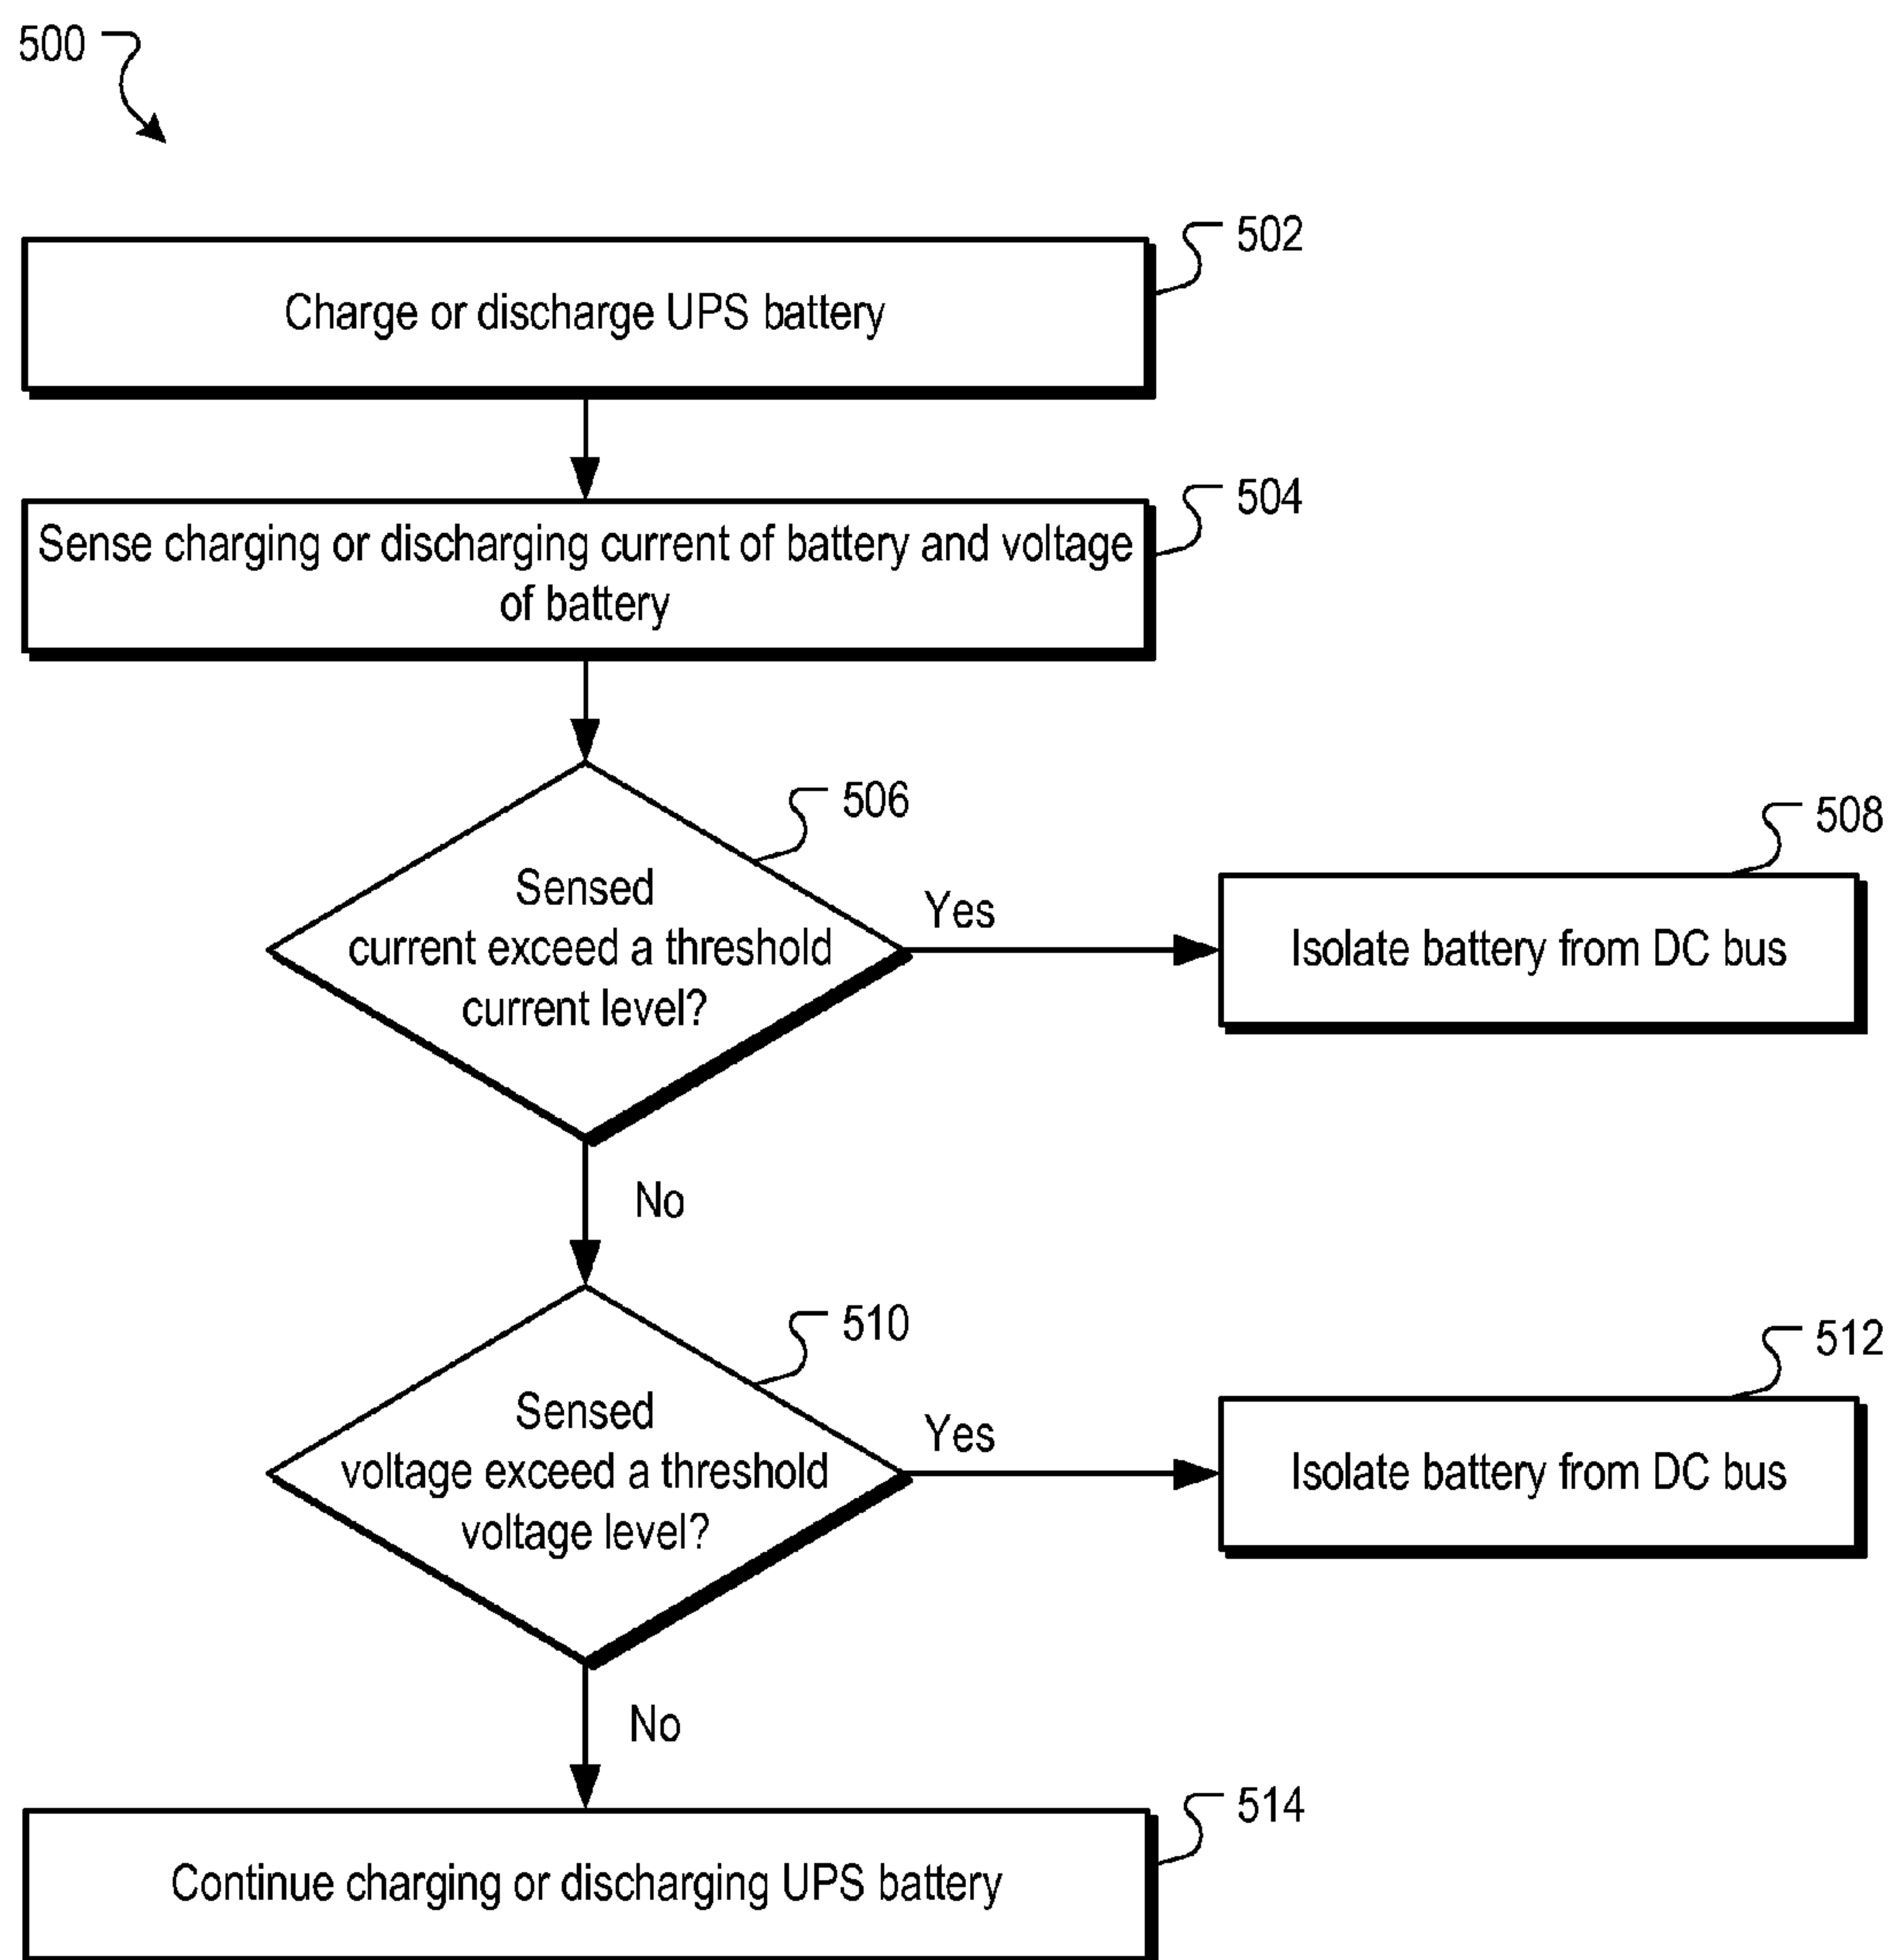 500
502
Charge or discharge UPS battery
504
Sense charging or discharging current of battery and voltage
of battery
506
Sensed
current exceed a threshold
current level?
Yes
508
Isolate battery from DC bus
No
510
Sensed
voltage exceed a threshold
voltage level?
Yes
512
Isolate battery from DC bus
No
514
Continue charging or discharging UPS battery